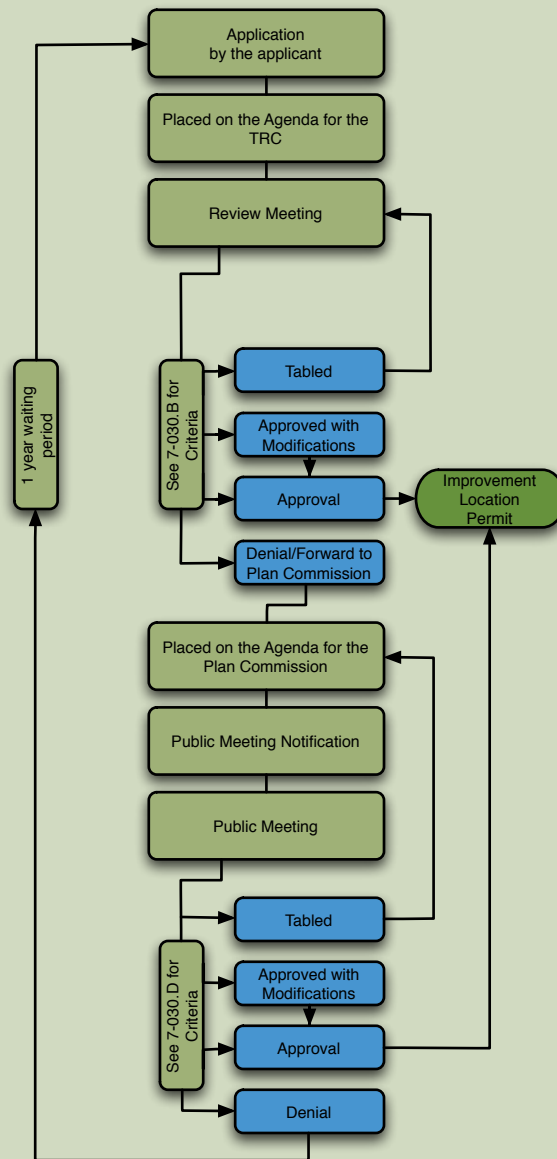 Application
by the applicant
Placed on the Agenda for the
TRC
Review Meeting
1 year waiting
period
See 7-030.B for
Criteria
Tabled
Approved with
Modifications
Approval
Improvement
Location
Permit
Denial/Forward to
Plan Commission
Placed on the Agenda for the
Plan Commission
Public Meeting Notification
Public Meeting
See 7-030.D for
Criteria
Tabled
Approved with
Modifications
Approval
Denial